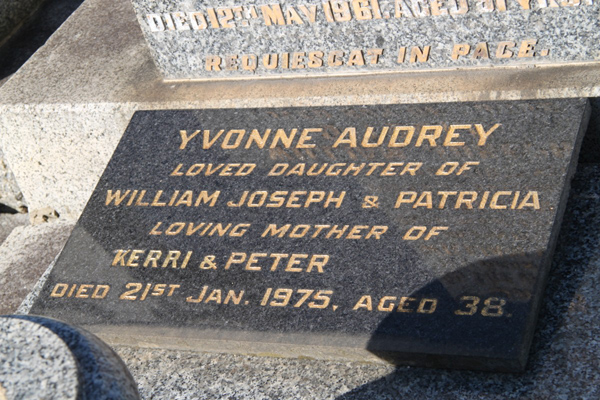 DIED 12TH MAY 1961, AGED 51
REQUIESCAT IN PACE.
YVONNE AUDREY
LOVED DAUGHTER OF
WILLIAM JOSEPH & PATRICIA
LOVING MOTHER OF
KERRI & PETER
DIED 21ST JAN. 1975, AGED 38.